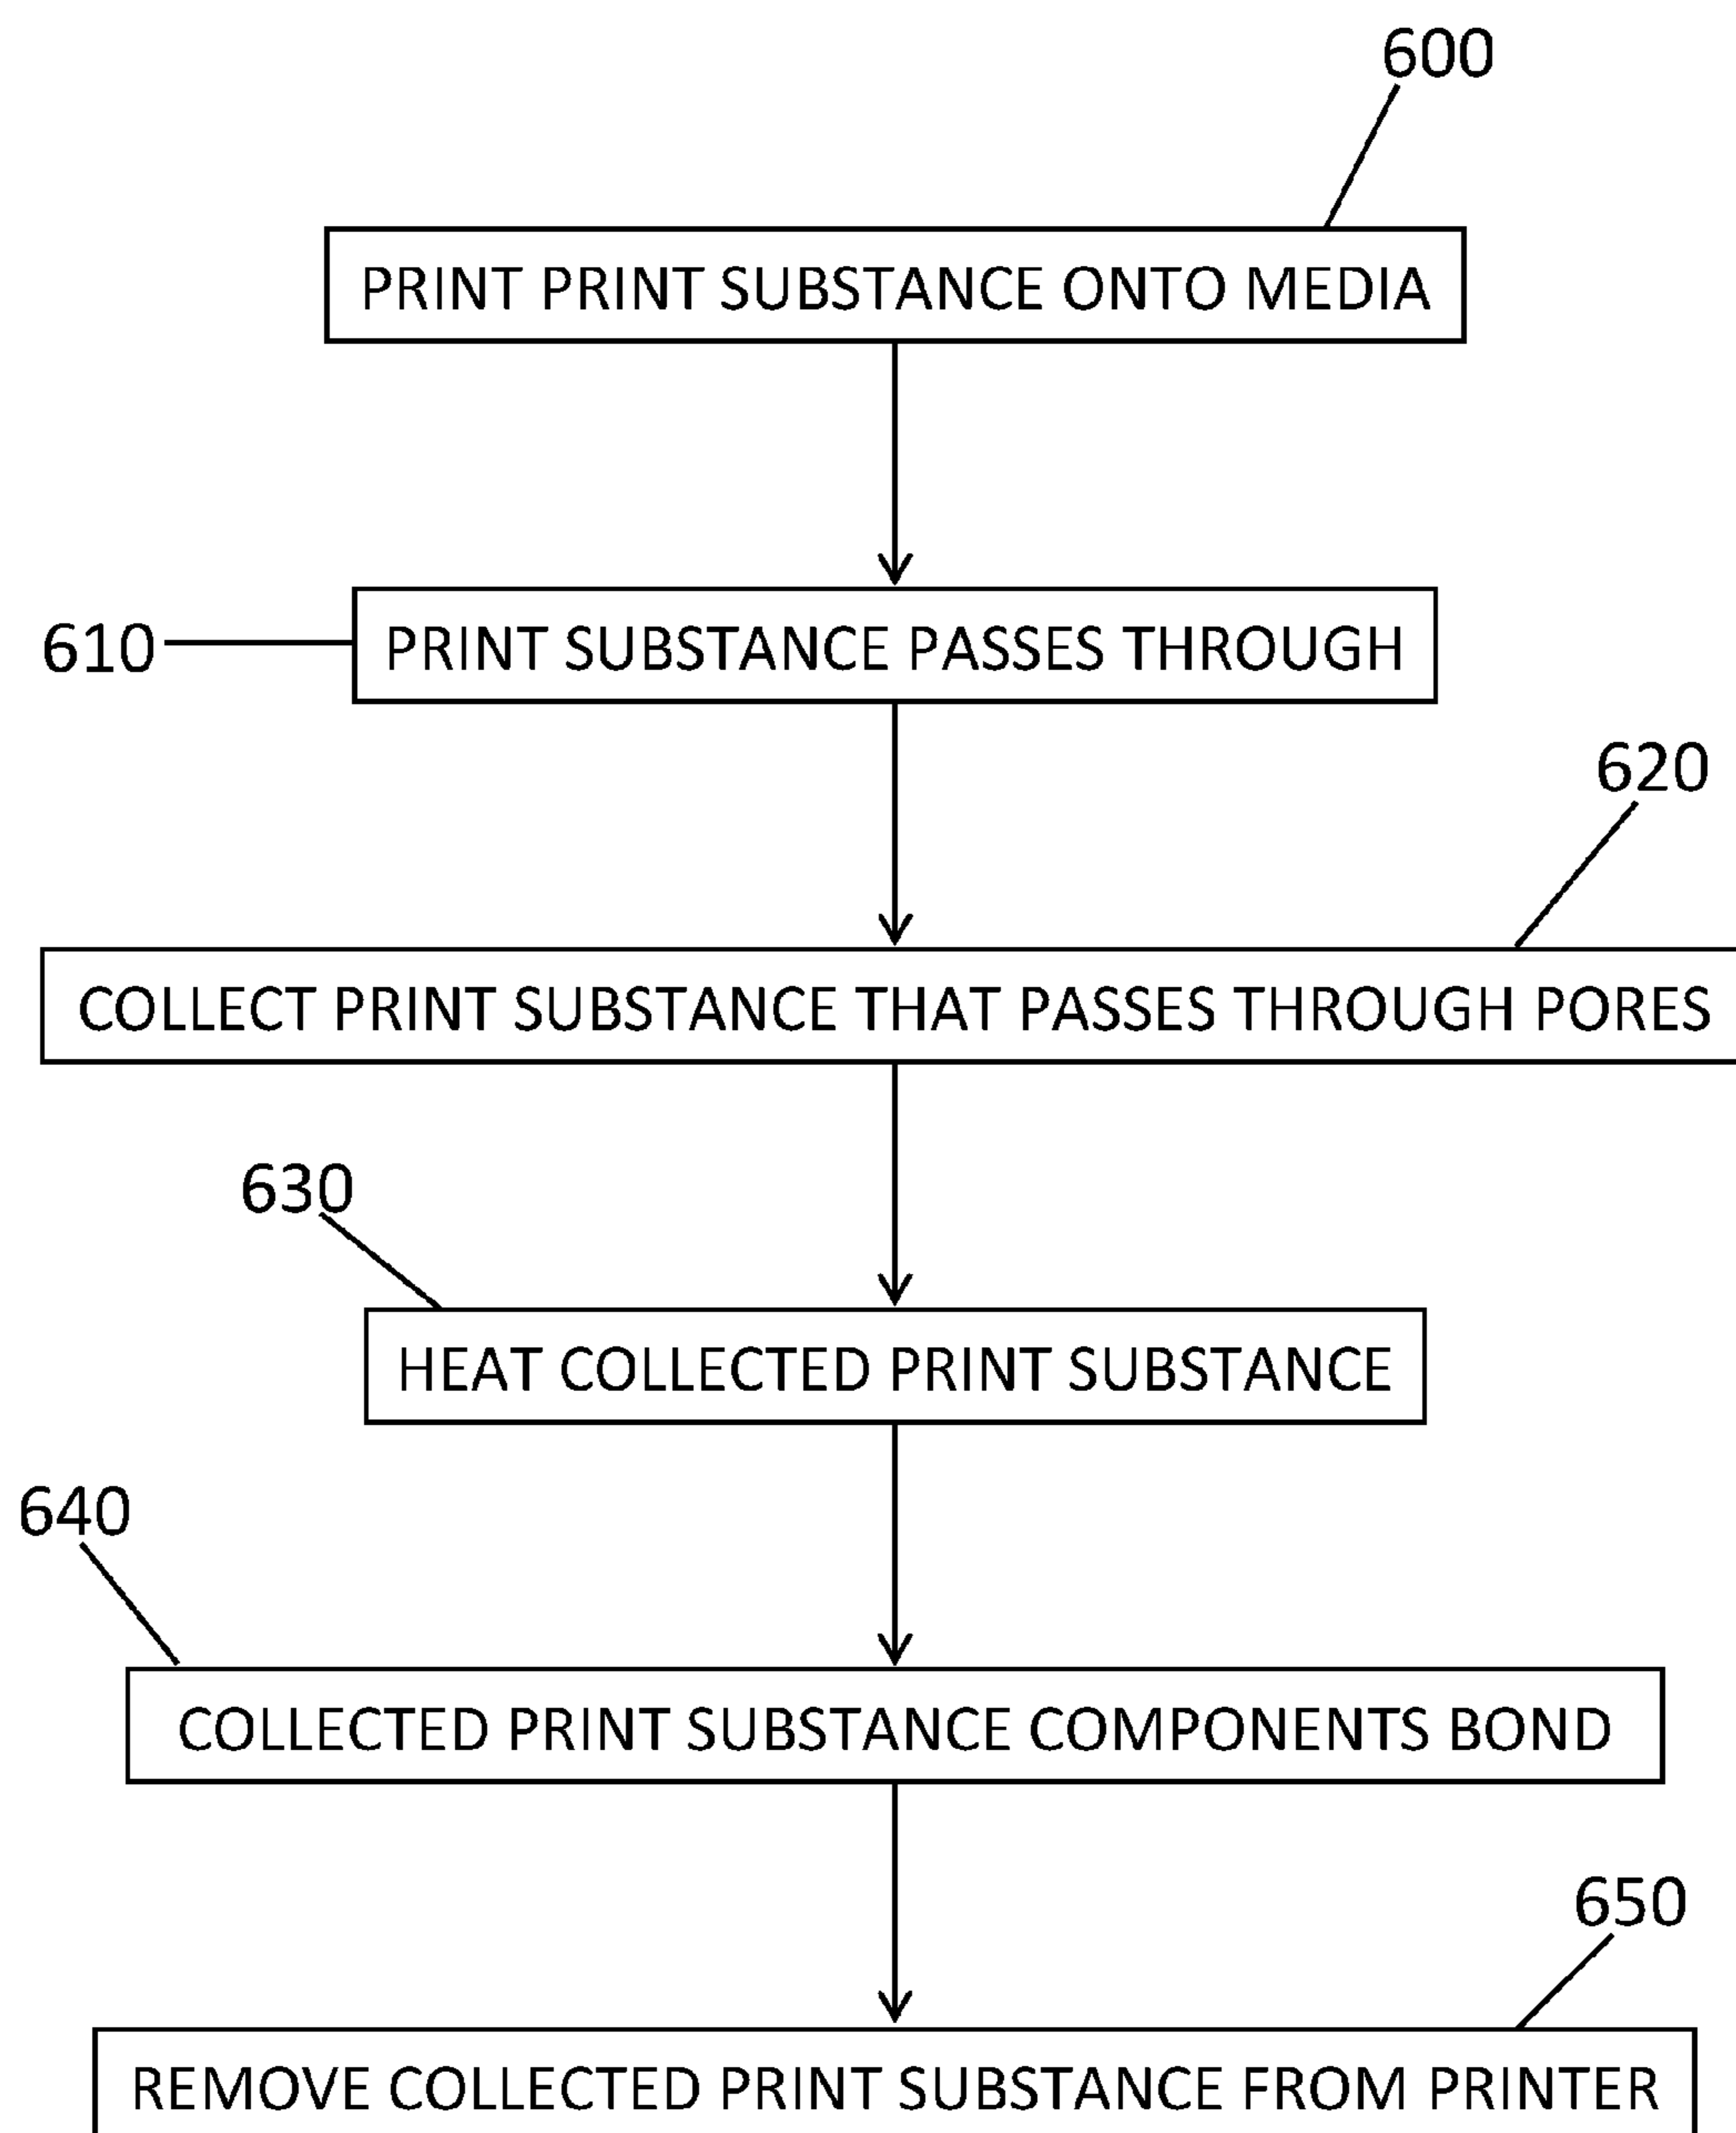 600
PRINT PRINT SUBSTANCE ONTO MEDIA
610
PRINT SUBSTANCE PASSES THROUGH
620
COLLECT PRINT SUBSTANCE THAT PASSES THROUGH PORES
630
HEAT COLLECTED PRINT SUBSTANCE
640
COLLECTED PRINT SUBSTANCE COMPONENTS BOND
650
REMOVE COLLECTED PRINT SUBSTANCE FROM PRINTER